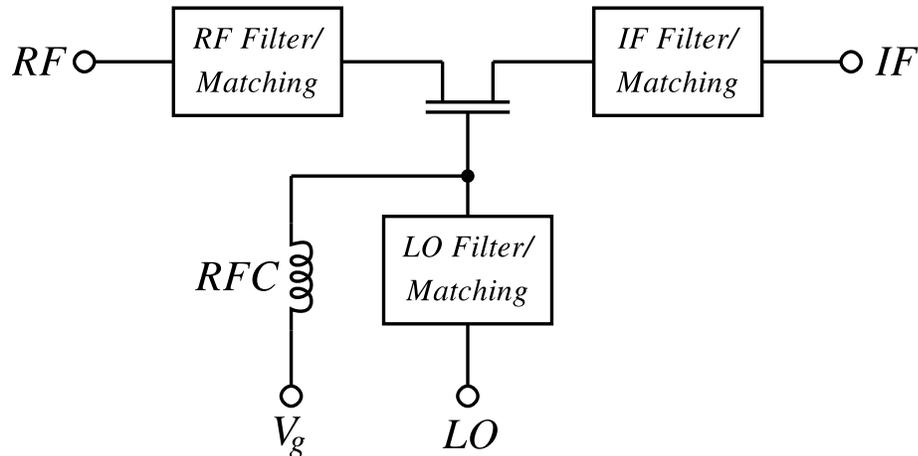 RF
RF Filter/
Matching
IF Filter/
Matching
IF
RFC
LO Filter/
Matching
Vg
LO